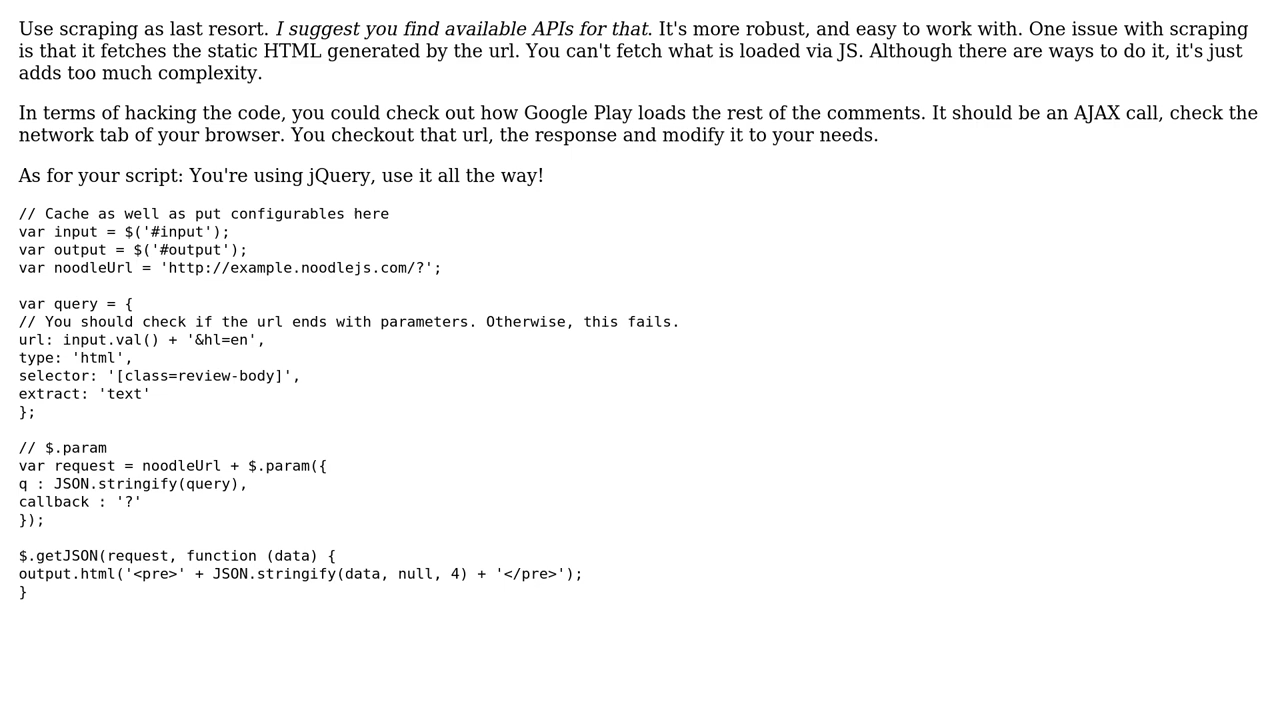 Use scraping as last resort. I suggest you find available APIs for that. It's more robust, and easy to work with. One issue with scraping
is that it fetches the static HTML generated by the url. You can't fetch what is loaded via JS. Although there are ways to do it, it's just
adds too much complexity.
In terms of hacking the code, you could check out how Google Play loads the rest of the comments. It should be an AJAX call, check the
network tab of your browser. You checkout that url, the response and modify it to your needs.
As for your script: You're using jQuery, use it all the way!
// Cache as well as put configurables here
var input = $('#input');
var output = $('#output');
var noodleUrl = 'http://example.noodlejs.com/?';
var query = {
// You should check if the url ends with parameters. Otherwise, this fails.
url: input.val() + '&hl=en',
type: 'html',
selector: '[class=review-body]',
extract: 'text'
};
// $.param
var request = noodleUrl + $.param({
q : JSON.stringify(query),
callback : '?'
});
$.getJSON(request, function (data) {
output.html('<pre>' + JSON.stringify(data, null, 4) + '</pre>');
}